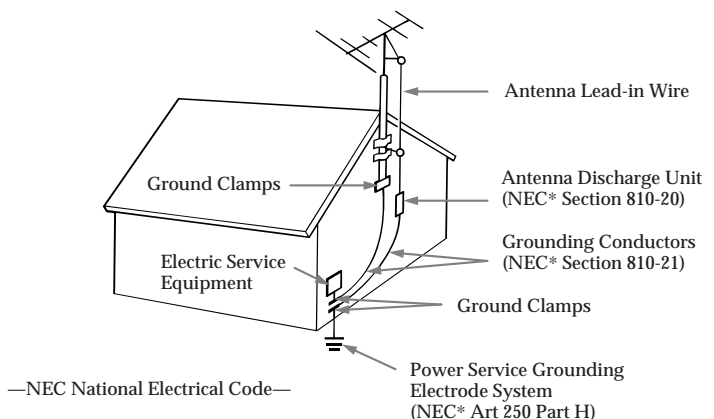 Antenna Lead-in Wire
Ground Clamps
Antenna Discharge Unit
(NEC* Section 810-20)
Electric Service
Equipment
Grounding Conductors
(NEC* Section 810-21)
Ground Clamps
—NEC National Electrical Code—
Power Service Grounding
Electrode System
(NEC* Art 250 Part H)